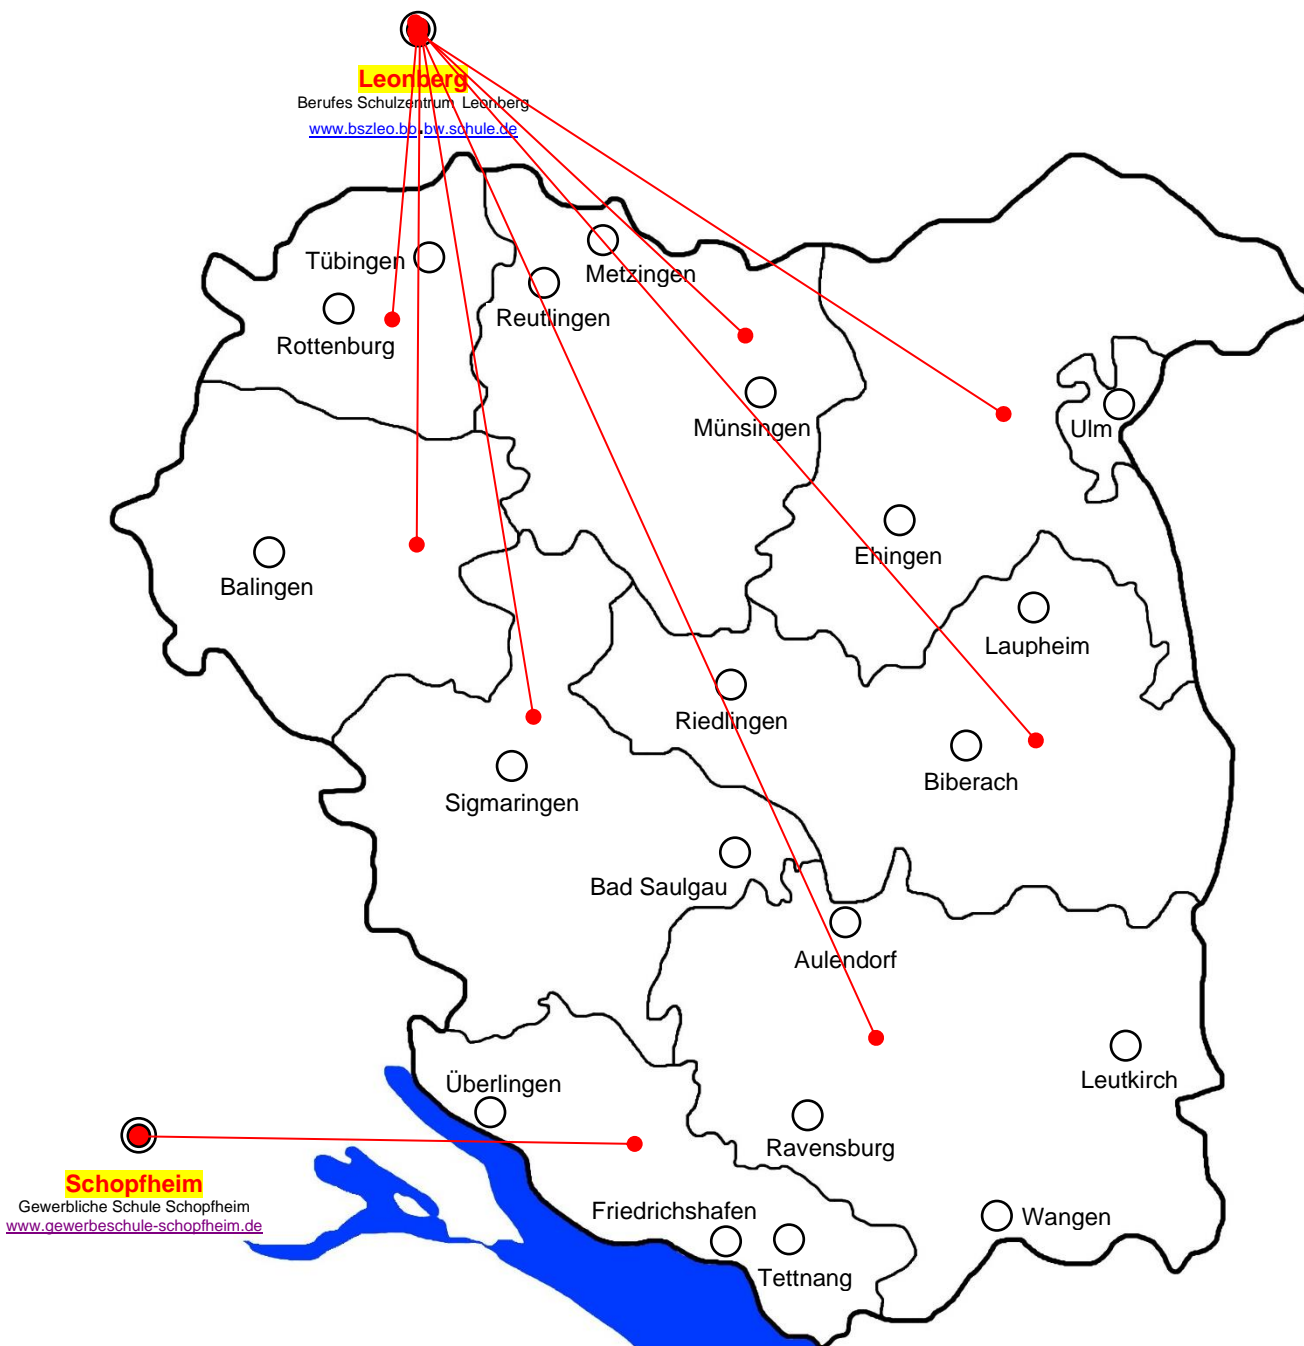 Leonberg
Berufes Schulzentrum Leonberg
www.bszleo.bb.bw.schule.de
Tübingen
Metzingen
Reutlingen
Rottenburg
Münsingen
Ulm
Ehingen
Balingen
Laupheim
Riedlingen
Biberach
Sigmaringen
Bad Saulgau
Aulendorf
Leutkirch
Überlingen
Ravensburg
Schopfheim
Gewerbliche Schule Schopfheim
www.gewerbeschule-schopfheim.de
Friedrichshafen
Wangen
Tettnang